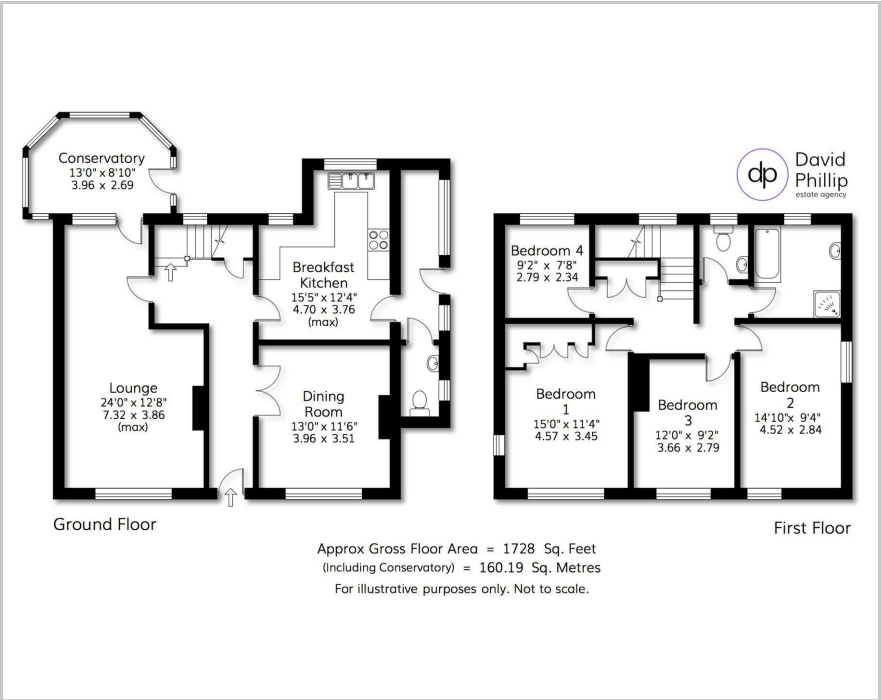 Conservatory
13'0" x 8'10"
3.96 x 2.69
Breakfast
Kitchen
15'5" x 12'4"
4.70 x 3.76
(max)
Lounge
24'0" x 12'8"
7.32 x 3.86
(max)
Dining
Room
13'0" x 11'6"
3.96 x 3.51
Ground Floor
dp
David
Phillip
estate agency
Bedroom 4
9'2" x 7'8"
2.79 x 2.34
Bedroom
1
15'0" x 11'4"
4.57 x 3.45
Bedroom
3
12'0" x 9'2"
3.66 x 2.79
Bedroom
2
14'10" x 9'4"
4.52 x 2.84
First Floor
Approx Gross Floor Area = 1728 Sq. Feet
(Including Conservatory) = 160.19 Sq. Metres
For illustrative purposes only. Not to scale.